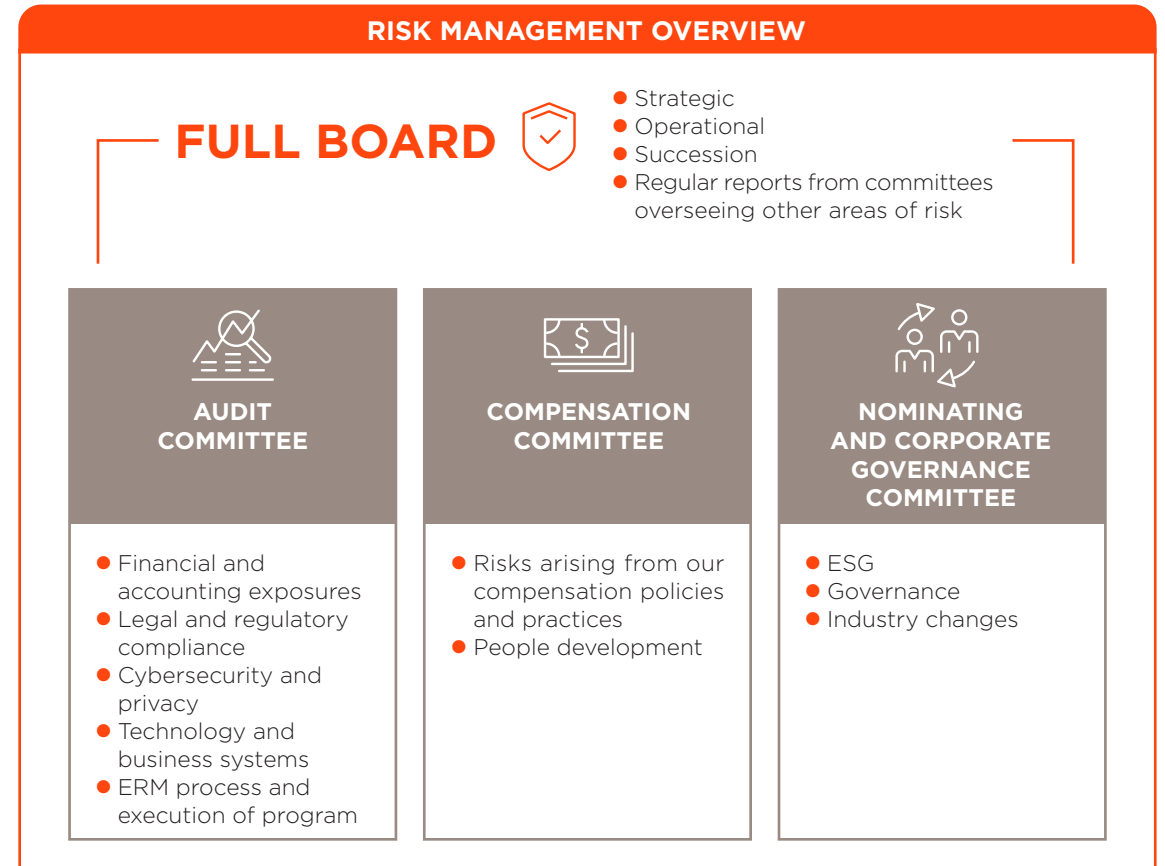 RISK MANAGEMENT OVERVIEW
FULL BOARD
● Strategic
● Operational
● Succession
● Regular reports from committees
overseeing other areas of risk
AUDIT
COMMITTEE
● Financial and
accounting exposures
● Legal and regulatory
compliance
● Cybersecurity and
privacy
● Technology and
business systems
● ERM process and
execution of program
$
COMPENSATION
COMMITTEE
● Risks arising from our
compensation policies
and practices
● People development
NOMINATING
AND CORPORATE
GOVERNANCE
COMMITTEE
● ESG
● Governance
● Industry changes